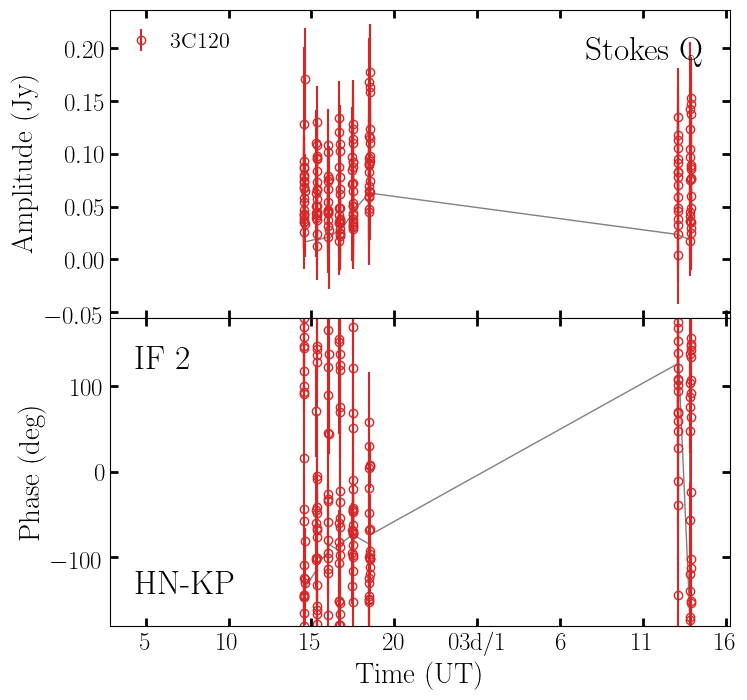 3C120
Stokes Q
0.20
0.15
0.10
0.05
0.00
−0.05
Amplitude (Jy)
IF 2
100
0
−100
Phase (deg)
HN-KP
5 10 15 20 03d/1 6 11 16
Time (UT)